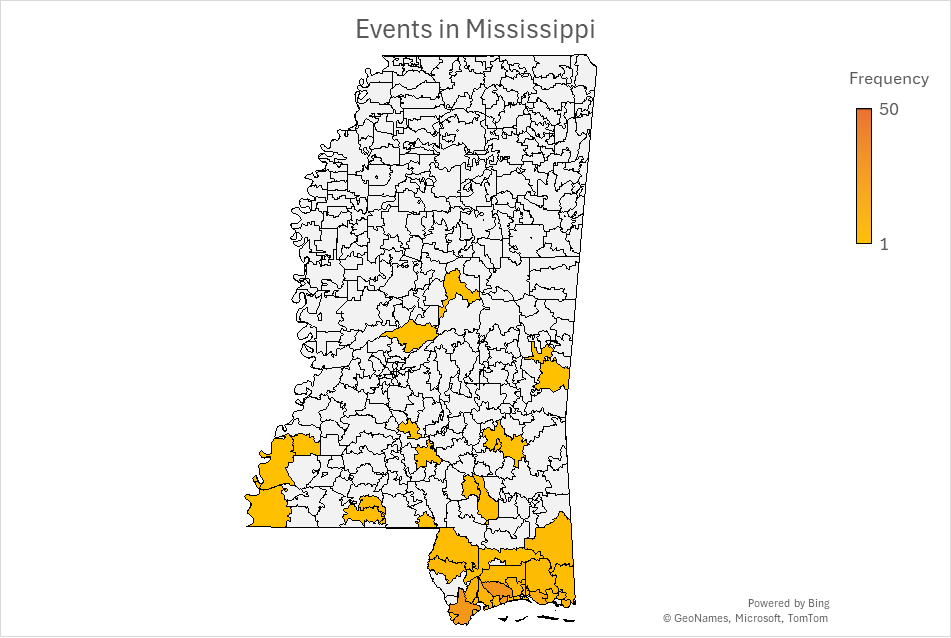 Events in Mississippi
Frequency
50
1
Powered by Bing
© GeoNames, Microsoft, TomTom